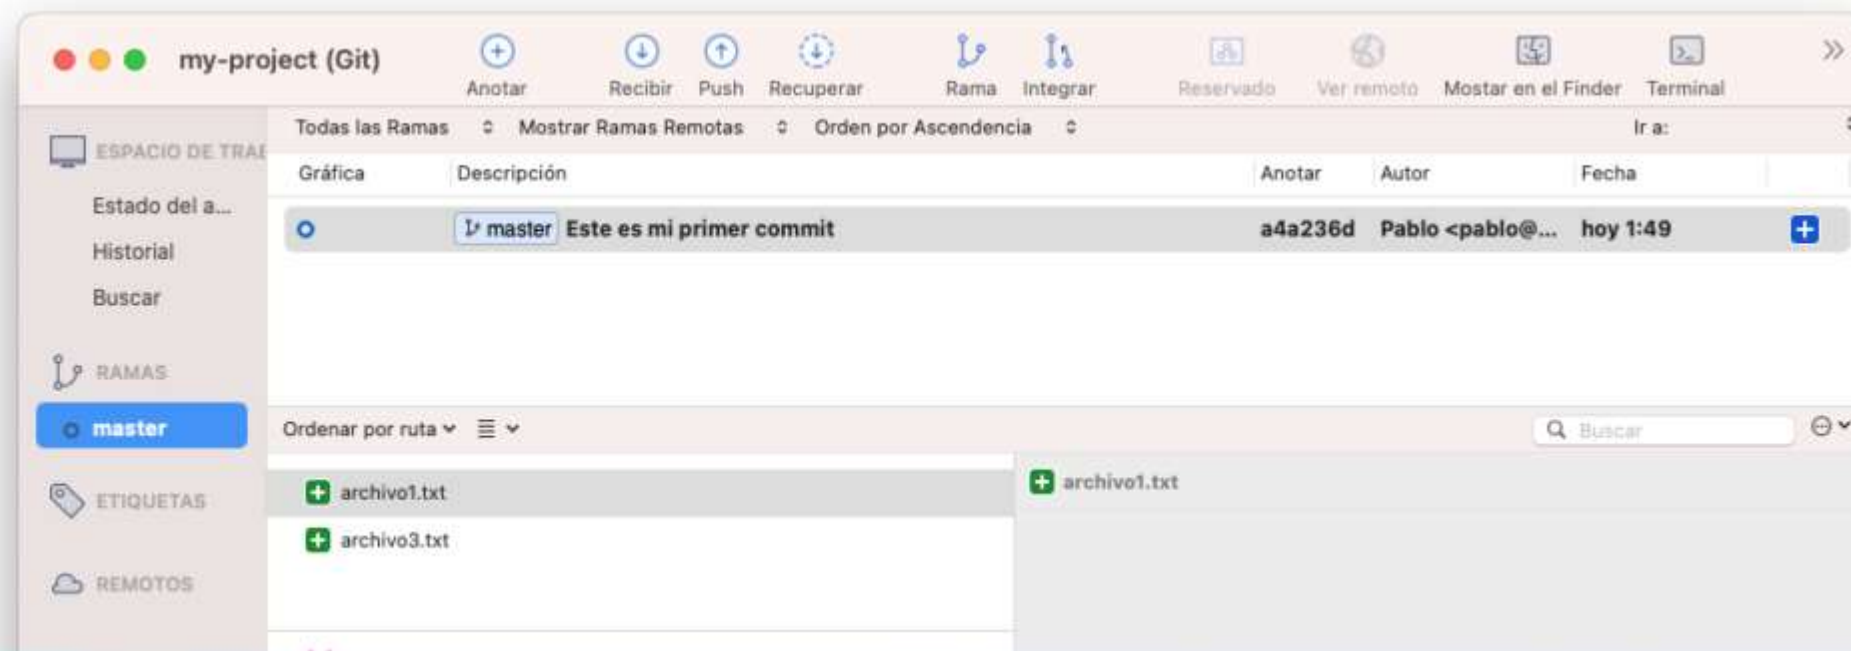 my-project (Git)
Anotar
Recibir
Push
Recuperar
Rama
Integrar
Reservado
Ver remoto
Mostar en el Finder
Terminal
Todas las Ramas
Mostrar Ramas Remotas
Orden por Ascendencia
Ir a:
ESPACIO DE TRAE
Estado del a...
Historial
Buscar
RAMAS
master
ETIQUETAS
REMOTOS
Gráfica Descripción Anotar Autor Fecha
master Este es mi primer commit a4a236d Pablo <pablo@... hoy 1:49
Ordenar por ruta
Buscar
archivo1.txt
archivo3.txt
archivo1.txt